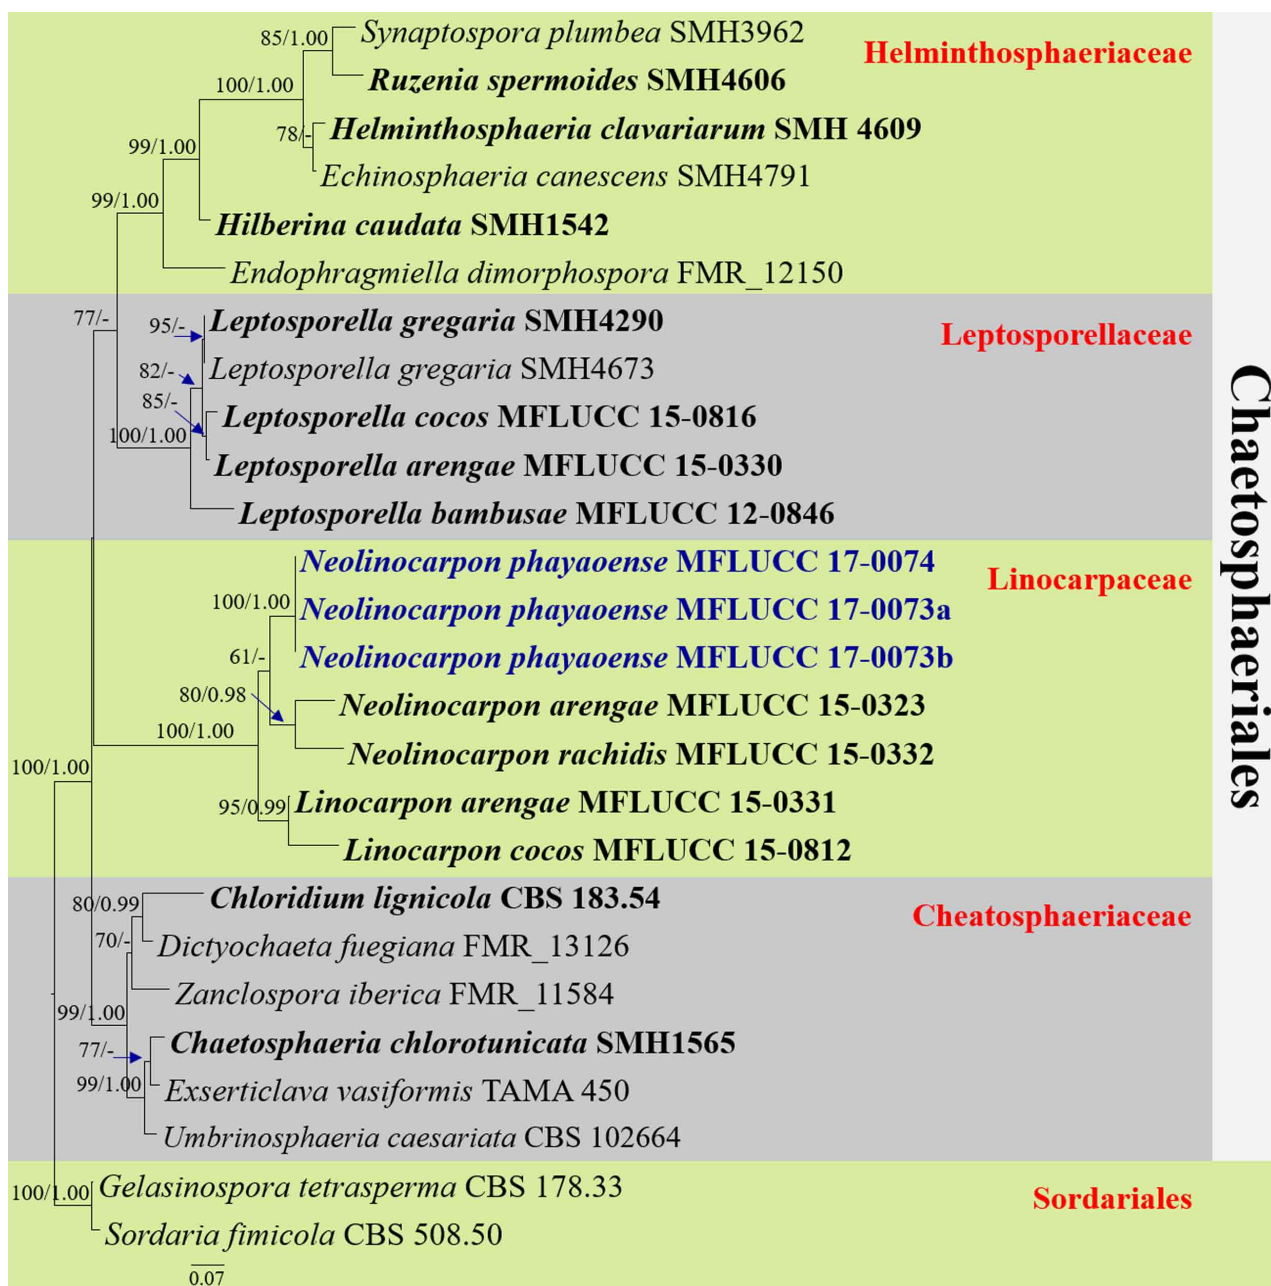 85/1.00
Synaptospora plumbea SMH3962
Helminthosphaeriaceae
Ruzenia spermoides SMH4606
100/1.00
78/-
Helminthosphaeria clavariarum SMH 4609
99/1.00
Echinosphaeria canescens SMH4791
99/1.00
Hilberina caudata SMH1542
Endophragmiella dimorphospora FMR_12150
77/-
95/-
Leptosporella gregaria SMH4290
Leptosporellaceae
82/-
Leptosporella gregaria SMH4673
85/-
Leptosporella cocos MFLUCC 15-0816
100/1.00
Leptosporella arengae MFLUCC 15-0330
Leptosporella bambusae MFLUCC 12-0846
Chaetosphaeriales
Neolinocarpon phayaoense MFLUCC 17-0074
Linocarpaceae
100/1.00
Neolinocarpon phayaoense MFLUCC 17-0073a
61/-
Neolinocarpon phayaoense MFLUCC 17-0073b
80/0.98
Neolinocarpon arengae MFLUCC 15-0323
100/1.00
Neolinocarpon rachidis MFLUCC 15-0332
100/1.00
95/0.99
Linocarpon arengae MFLUCC 15-0331
Linocarpon cocos MFLUCC 15-0812
80/0.99
Chloridium lignicola CBS 183.54
Cheatosphaeriaceae
70/-
Dictyochaeta fuegiana FMR_13126
Zanclospora iberica FMR_11584
99/1.00
77/-
Chaetosphaeria chlorotunicata SMH1565
99/1.00
Exserticlava vasiformis TAMA 450
Umbrinosphaeria caesariata CBS 102664
100/1.00
Gelasinospora tetrasperma CBS 178.33
Sordariales
Sordaria fimicola CBS 508.50
0.07